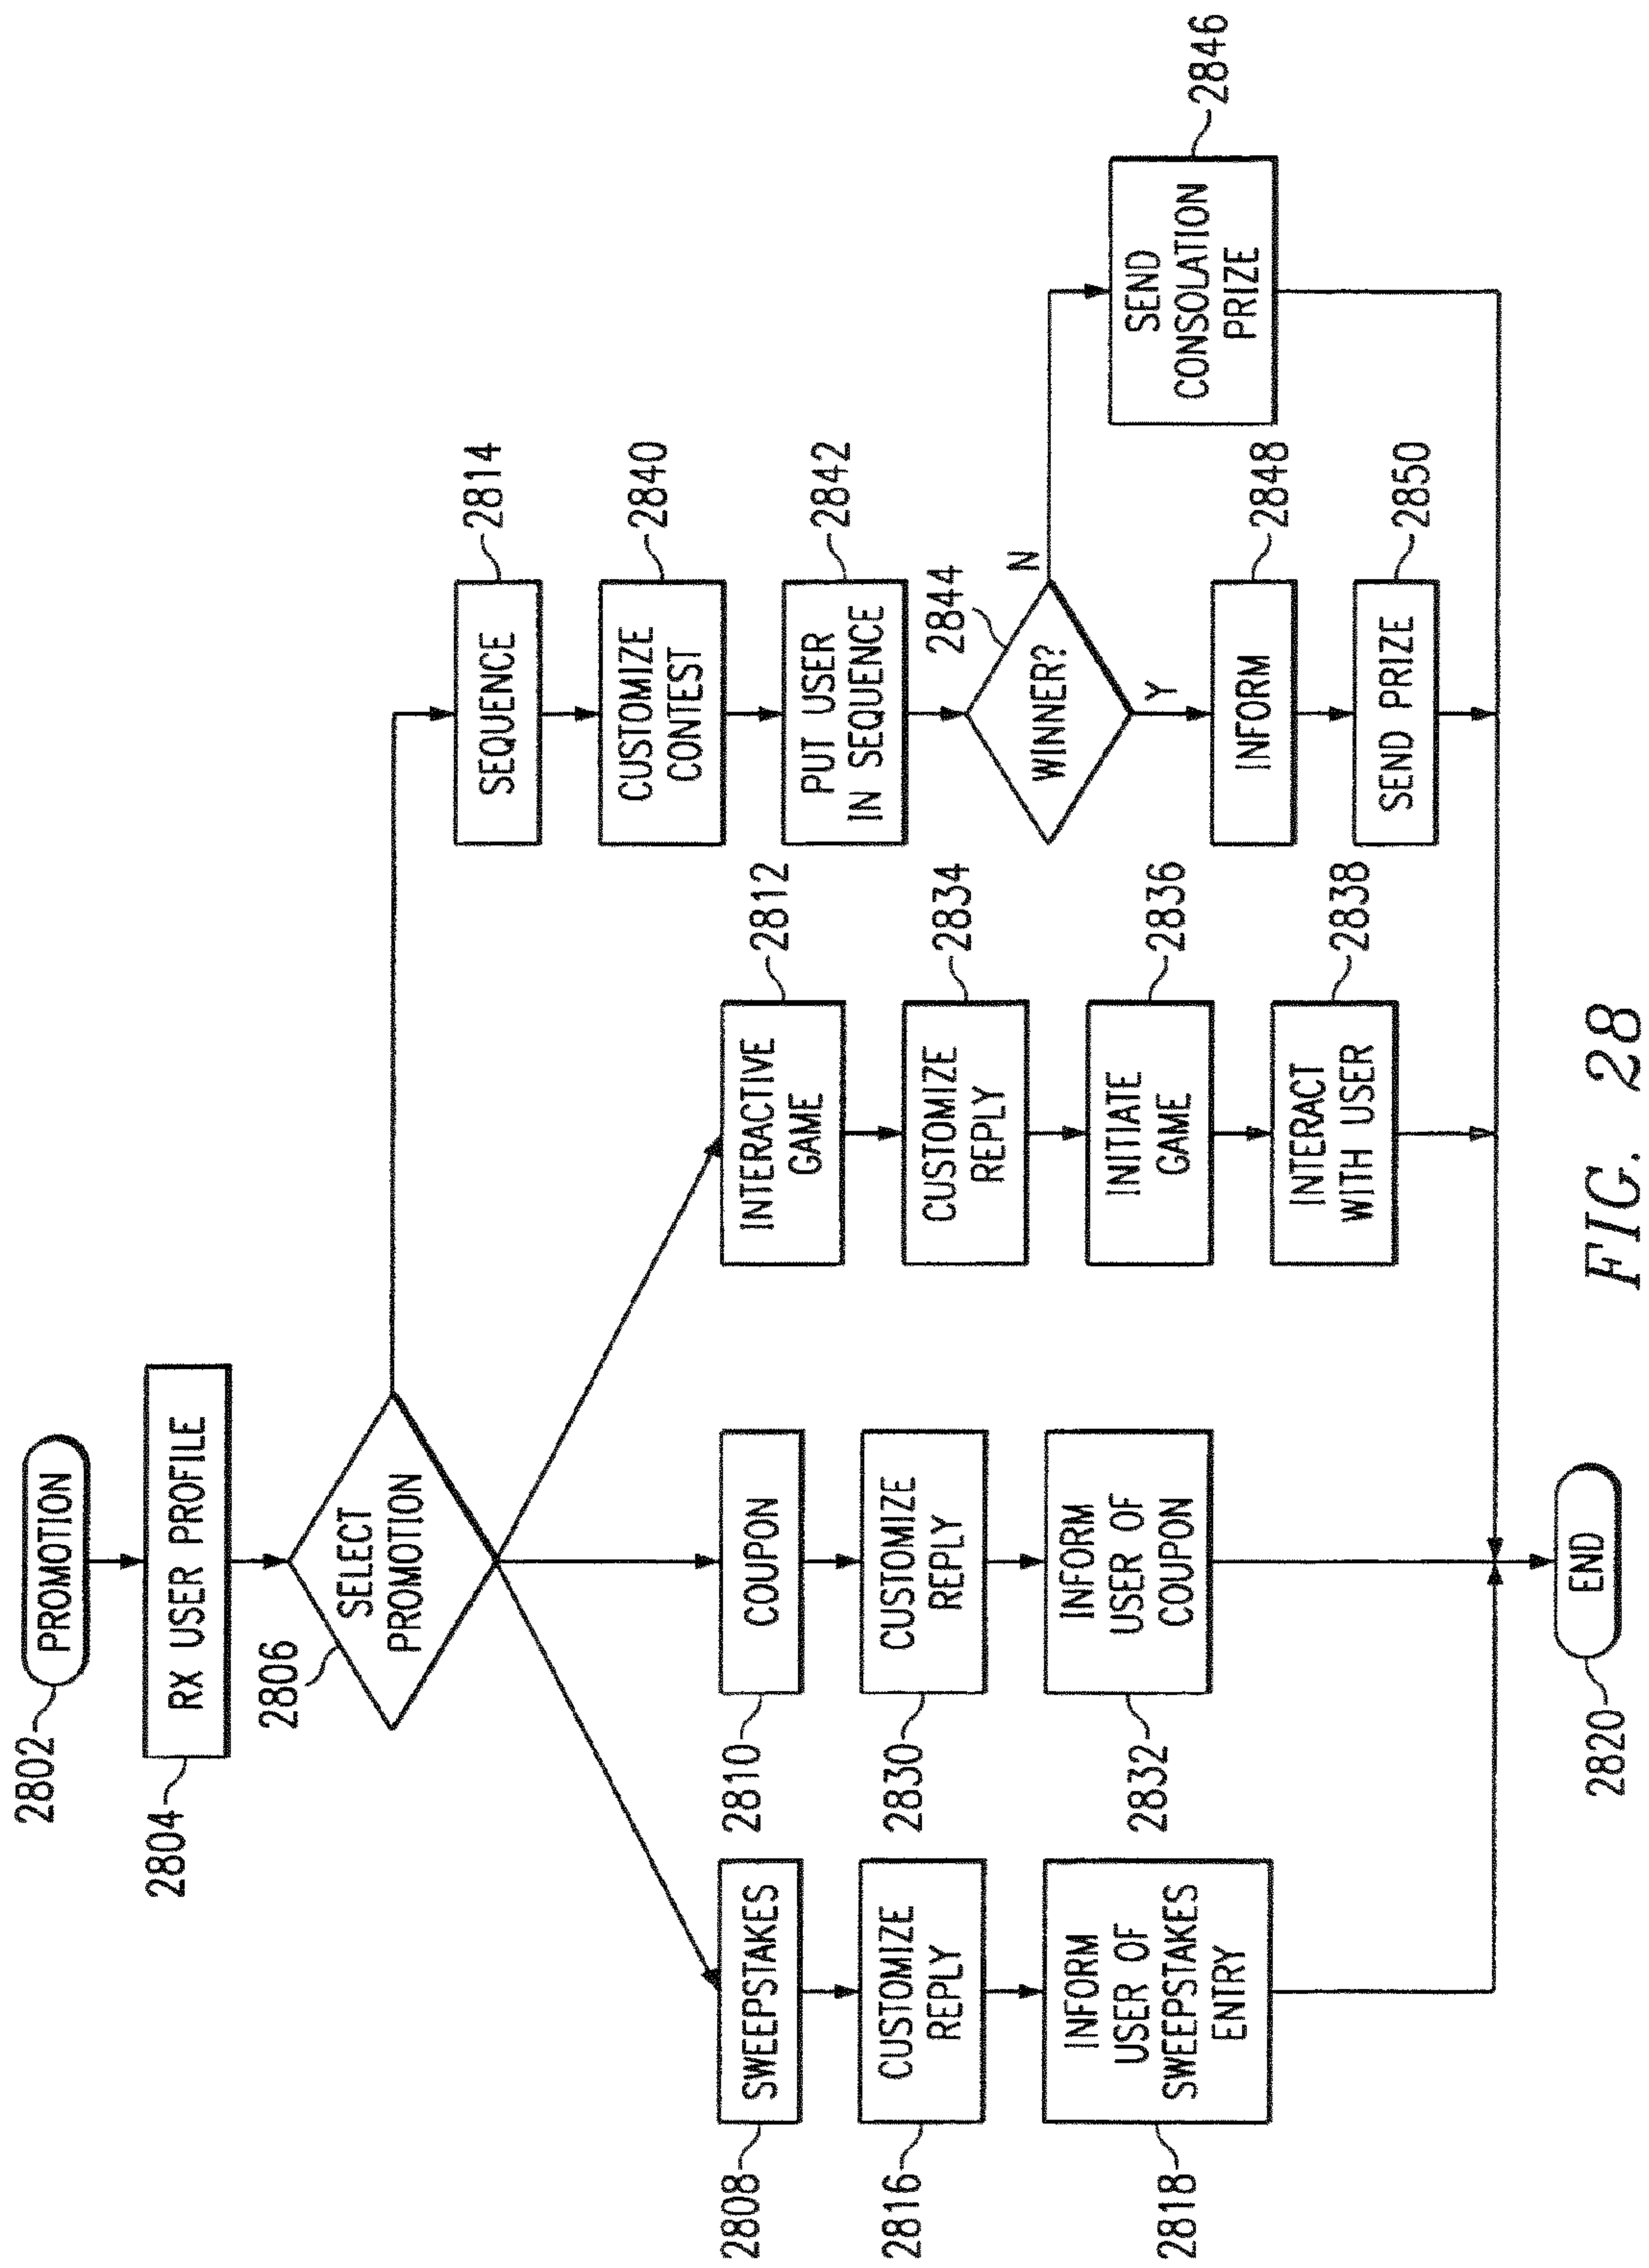 2802
PROMOTION
2804
RX USER PROFILE
2806
SELECT
PROMOTION
2808
SWEEPSTAKES
2816
CUSTOMIZE
REPLY
2818
INFORM
USER OF
SWEEPSTAKES
ENTRY
2810
COUPON
2830
CUSTOMIZE
REPLY
2832
INFORM
USER OF
COUPON
INTERACTIVE
GAME
2812
CUSTOMIZE
REPLY
2834
INITIATE
GAME
2836
INTERACT
WITH USER
2838
SEQUENCE
2814
CUSTOMIZE
CONTEST
2840
PUT USER
IN SEQUENCE
2842
WINNER?
2844
N
Y
INFORM
2848
SEND PRIZE
2850
SEND
CONSOLATION
PRIZE
2846
2820
END
FIG. 28